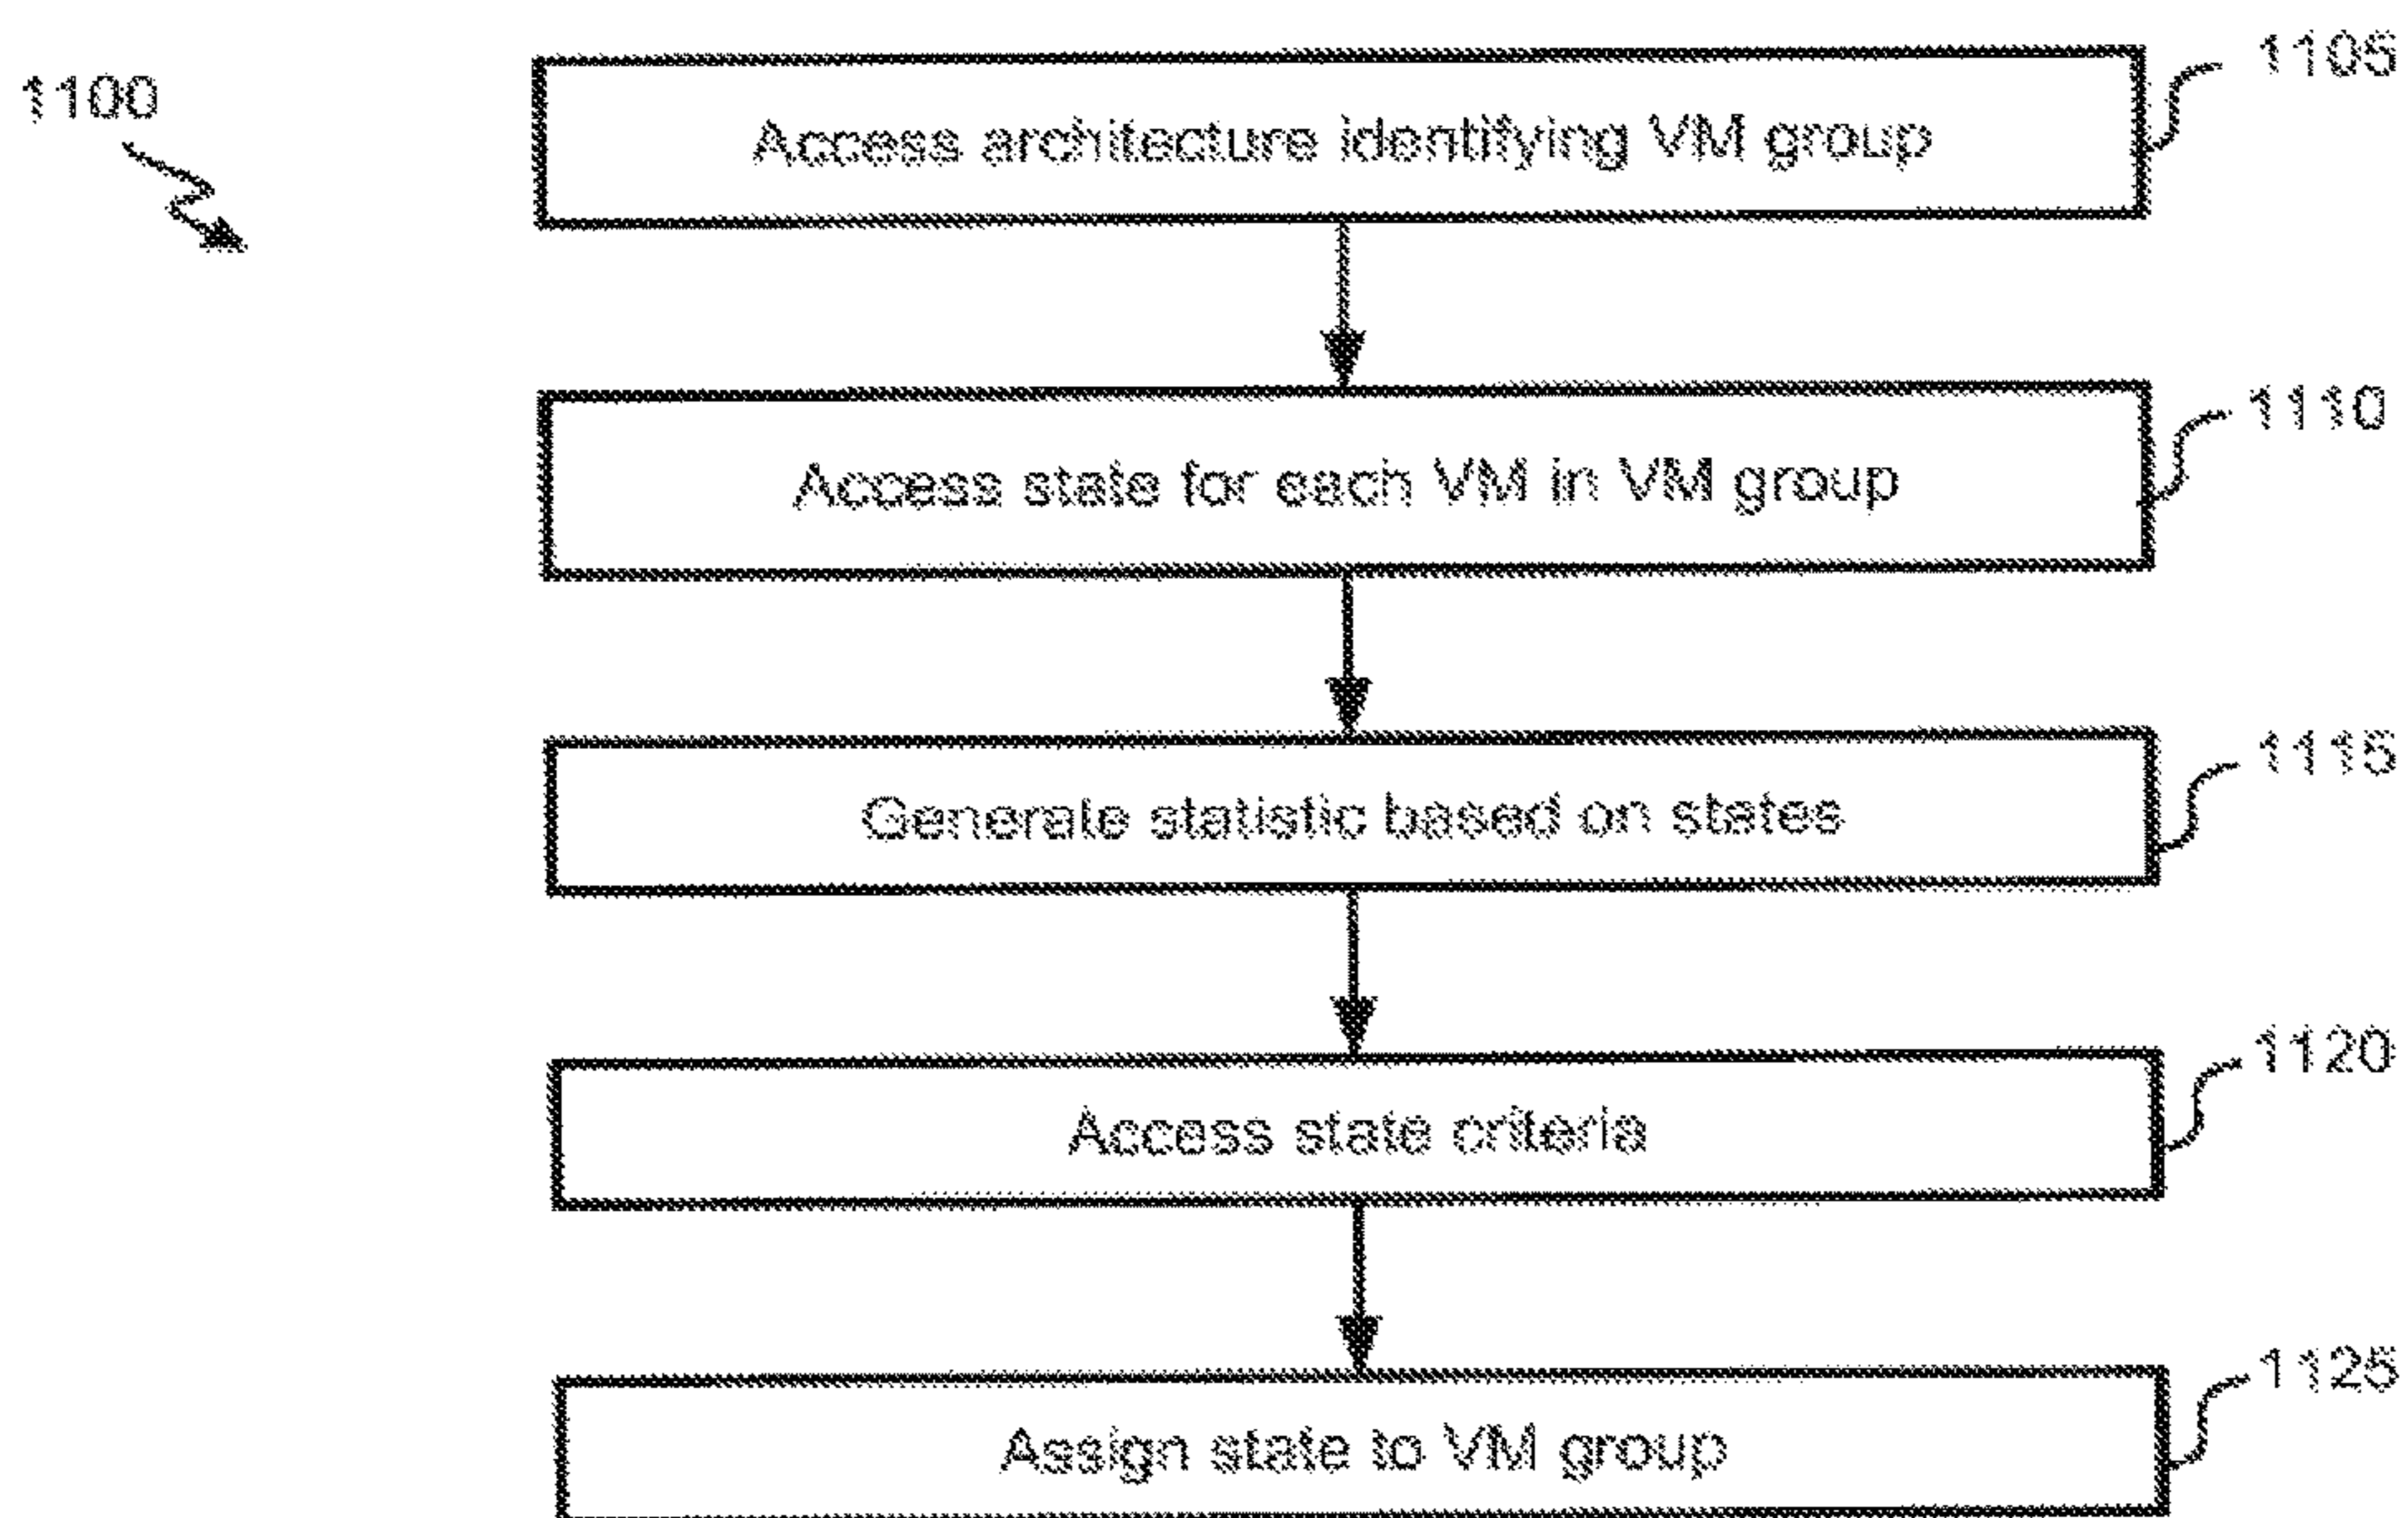 1100
Access architecture identifying VM group
1105
Access state for each VM in VM group
1110
Generate statistic based on states
1115
Access state criteria
1120
Assign state to VM group
1125